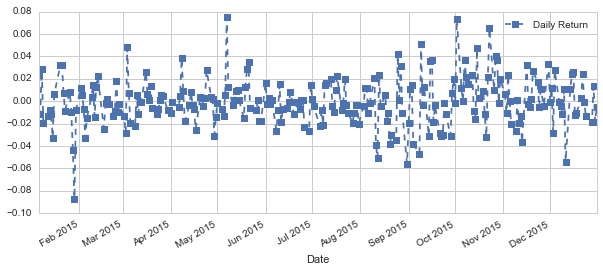 0.08
0.06
0.04
0.02
0.00
−0.02
−0.04
−0.06
−0.08
−0.10
Daily Return
Feb 2015
Mar 2015
Apr 2015
May 2015
Jun 2015
Jul 2015
Aug 2015
Sep 2015
Oct 2015
Nov 2015
Dec 2015
Date